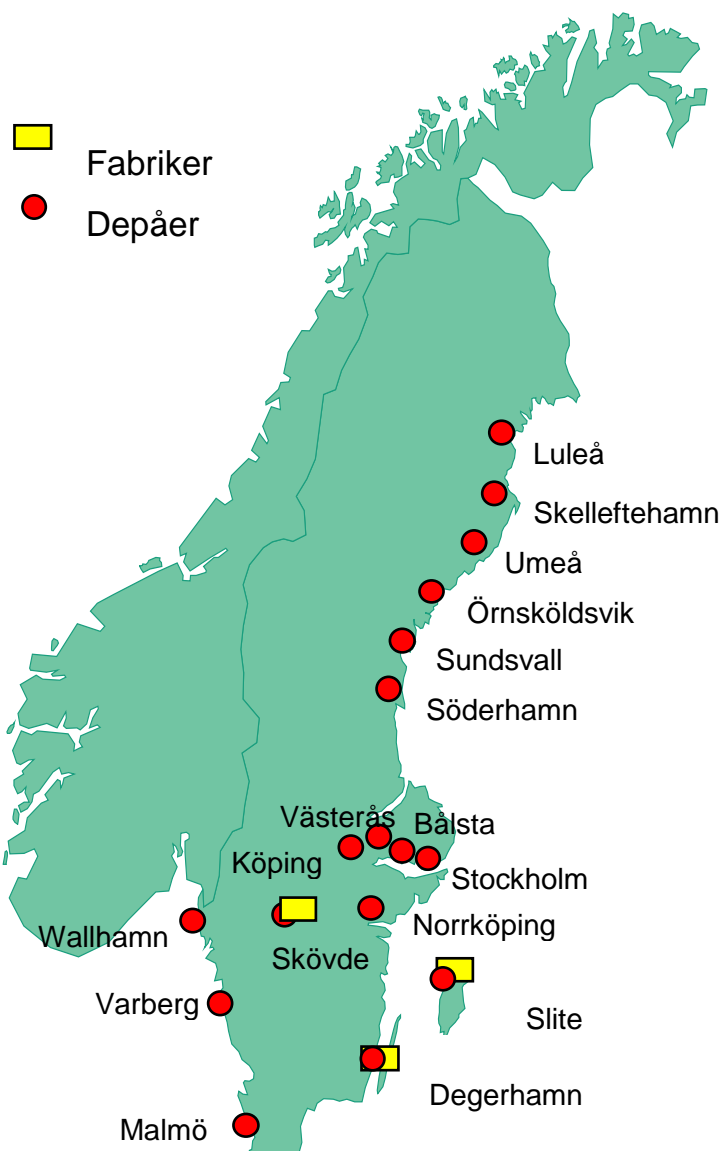 Fabriker
Depåer
Luleå
Skelleftehamn
Umeå
Örnsköldsvik
Sundsvall
Söderhamn
Västerås
Bålsta
Köping
Stockholm
Norrköping
Wallhamn
Skövde
Varberg
Slite
Degerhamn
Malmö